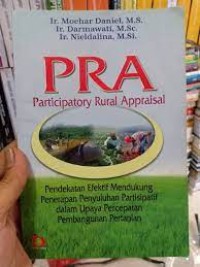 Ir. Moehar Daniel, M.S.
Ir. Darmawati, M.Sc.
Ir. Nieldalina, M.Si.
PRA
Participatory Rural Appraisal
Pendekatan Efektif Mendukung
Penerapan Penyuluhan Partisipatif
dalam Upaya Percepatan
Pembangunan Pertanian